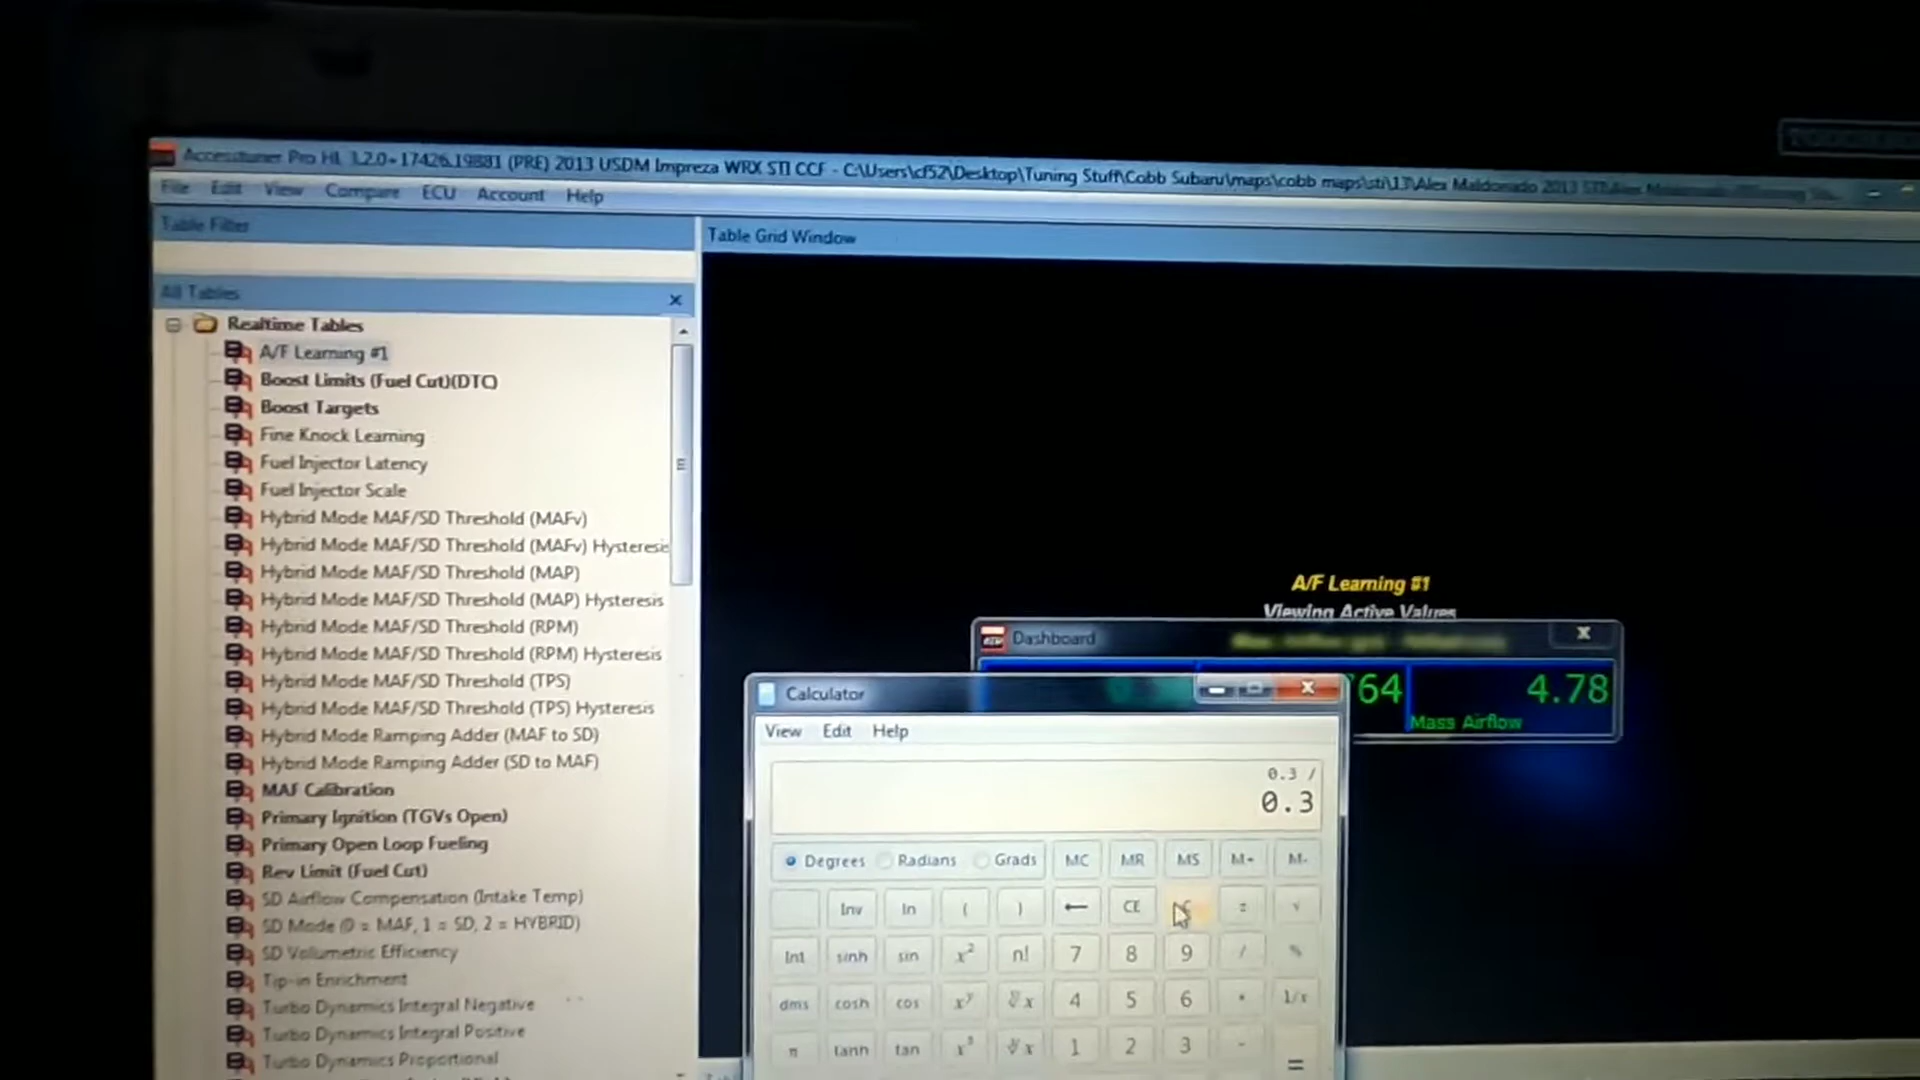 Accesstuner Pro HL 3.2.0-17426.19881 (PRE) 2013 USDM Impreza WRX STI CCF - C:\Users\cf52\Desktop\Tuning Stuff\Cobb Subaru\maps\cobb maps\sti\13\Alex Maldonado 2013 STI\
File Edit View Compare ECU Account Help
Table Filter
Table Grid Window
All Tables
Realtime Tables
A/F Learning #1
Boost Limits (Fuel Cut)(DTC)
Boost Targets
Fine Knock Learning
Fuel Injector Latency
Fuel Injector Scale
Hybrid Mode MAF/SD Threshold (MAFv)
Hybrid Mode MAF/SD Threshold (MAFv) Hysteresis
Hybrid Mode MAF/SD Threshold (MAP)
Hybrid Mode MAF/SD Threshold (MAP) Hysteresis
Hybrid Mode MAF/SD Threshold (RPM)
Hybrid Mode MAF/SD Threshold (RPM) Hysteresis
Hybrid Mode MAF/SD Threshold (TPS)
Hybrid Mode MAF/SD Threshold (TPS) Hysteresis
Hybrid Mode Ramping Adder (MAF to SD)
Hybrid Mode Ramping Adder (SD to MAF)
MAF Calibration
Primary Ignition (TGVs Open)
Primary Open Loop Fueling
Rev Limit (Fuel Cut)
SD Airflow Compensation (Intake Temp)
SD Mode (0 = MAF, 1 = SD, 2 = HYBRID)
SD Volumetric Efficiency
Tip-in Enrichment
Turbo Dynamics Integral Negative
Turbo Dynamics Integral Positive
Turbo Dynamics Proportional
A/F Learning #1
Viewing Active Values
Dashboard
64 4.78
Mass Airflow
Calculator
View Edit Help
0.3 /
0.3
Degrees Radians Grads MC MR MS M+ M-
Inv ln ( ) ← CE C ± √
Int sinh sin x² n! 7 8 9 / %
dms cosh cos xʸ ʸ√x 4 5 6 * 1/x
π tanh tan x³ ³√x 1 2 3 - =